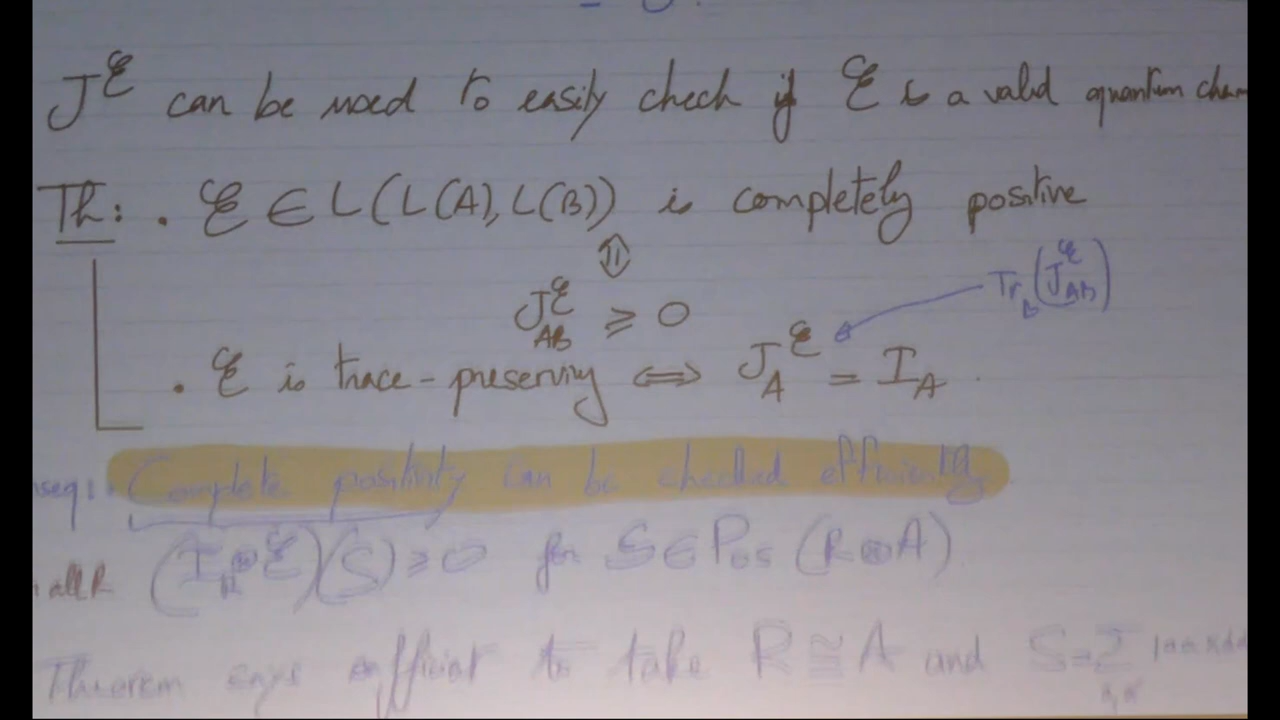 J^ℰ can be used to easily check if ℰ is a valid quantum chan
Th: . ℰ ∈ L(L(A), L(B)) is completely positive
⇕
J^ℰ_AB ⩾ 0
Tr_B(J^ℰ_AB)
. ℰ is trace-preserving ⇔ J^ℰ_A = I_A .
nseq: . Complete positivity can be checked efficiently.
all R (I_R⊗ℰ)(S) ⩾ 0 for S ∈ Pos (R⊗A)
Theorem says sufficient to take R ≅ A and S = Σ